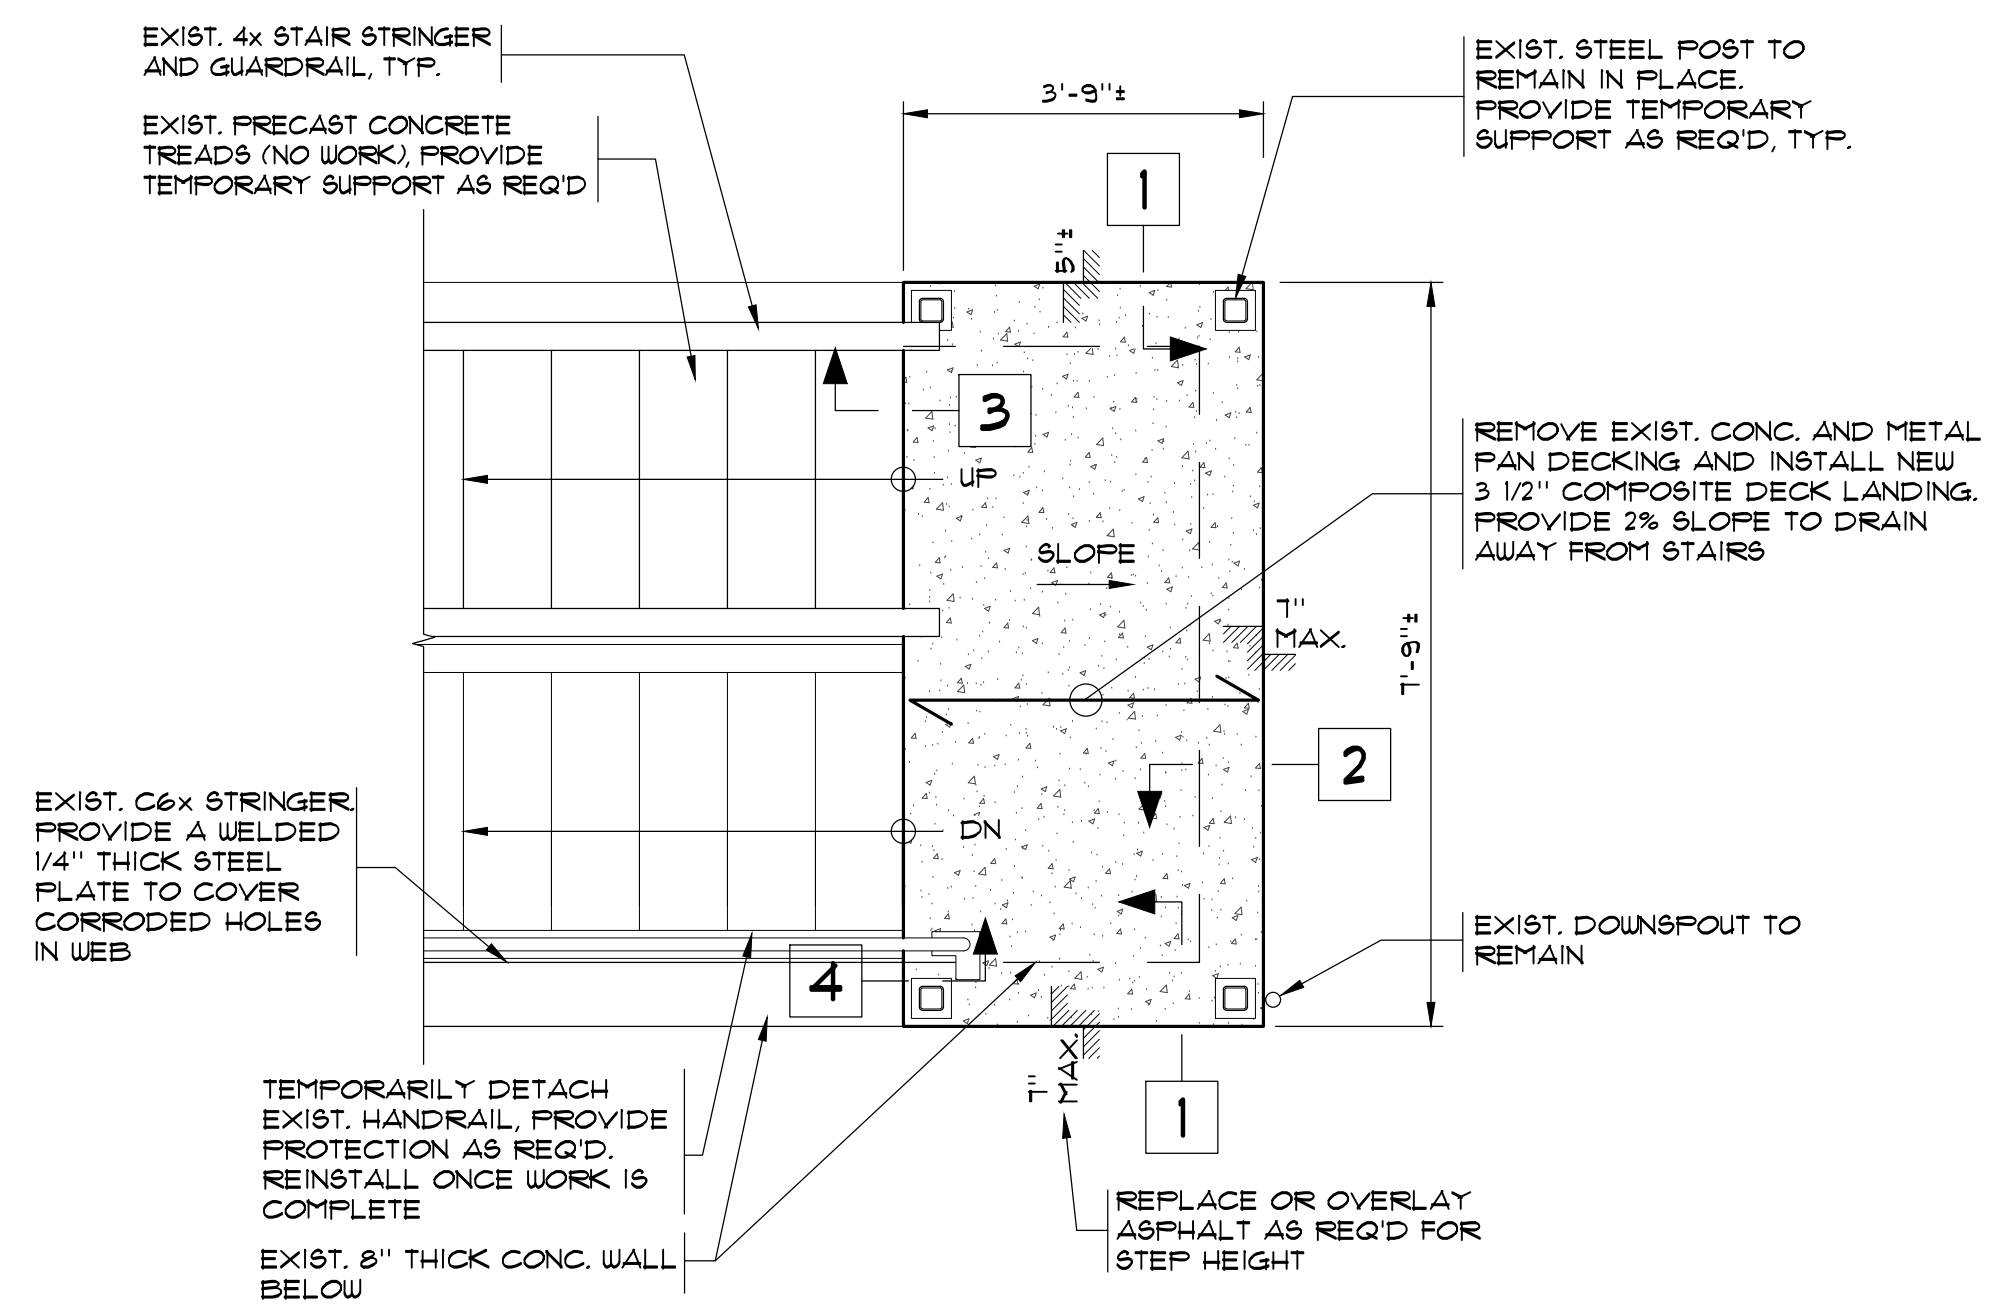 EXIST. 4x STAIR STRINGER
AND GUARDRAIL, TYP.
EXIST. PRECAST CONCRETE
TREADS (NO WORK), PROVIDE
TEMPORARY SUPPORT AS REQ'D
3'-9"±
EXIST. STEEL POST TO
REMAIN IN PLACE.
PROVIDE TEMPORARY
SUPPORT AS REQ'D, TYP.
1
5"±
3
UP
SLOPE
REMOVE EXIST. CONC. AND METAL
PAN DECKING AND INSTALL NEW
3 1/2" COMPOSITE DECK LANDING.
PROVIDE 2% SLOPE TO DRAIN
AWAY FROM STAIRS
7"
MAX.
7'-9"±
2
EXIST. C6x STRINGER.
PROVIDE A WELDED
1/4" THICK STEEL
PLATE TO COVER
CORRODED HOLES
IN WEB
DN
4
EXIST. DOWNSPOUT TO
REMAIN
7"
MAX.
1
TEMPORARILY DETACH
EXIST. HANDRAIL, PROVIDE
PROTECTION AS REQ'D.
REINSTALL ONCE WORK IS
COMPLETE
EXIST. 8" THICK CONC. WALL
BELOW
REPLACE OR OVERLAY
ASPHALT AS REQ'D FOR
STEP HEIGHT